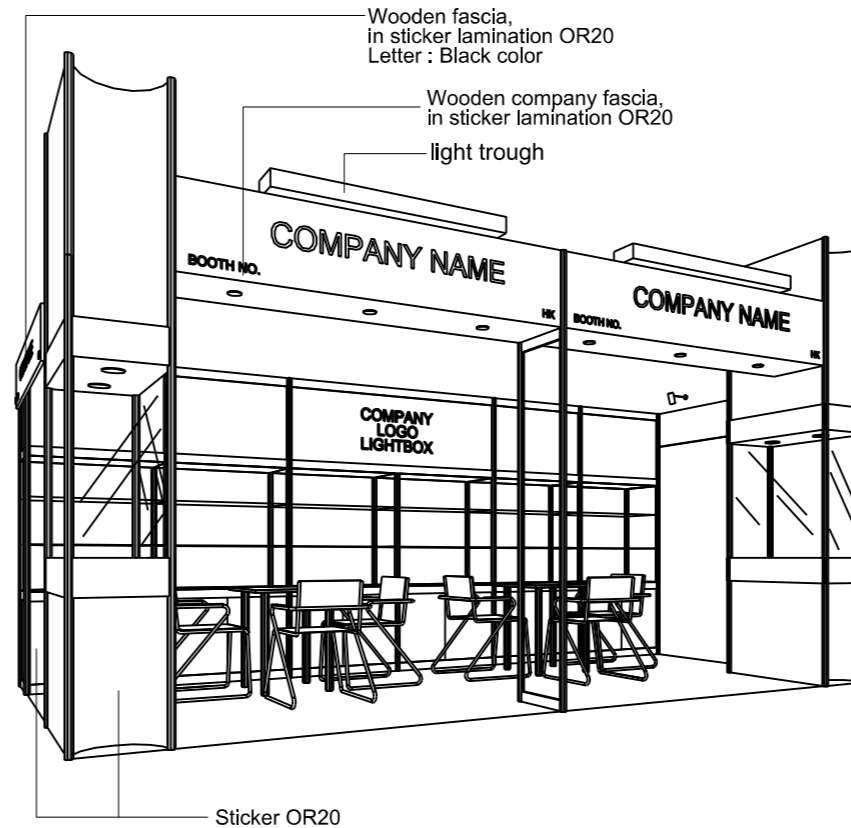 Wooden fascia,
in sticker lamination OR20
Letter : Black color
Wooden company fascia,
in sticker lamination OR20
light trough
COMPANY NAME
BOOTH NO.
HK
COMPANY NAME
BOOTH NO.
HK
COMPANY
LOGO
LIGHTBOX
Sticker OR20